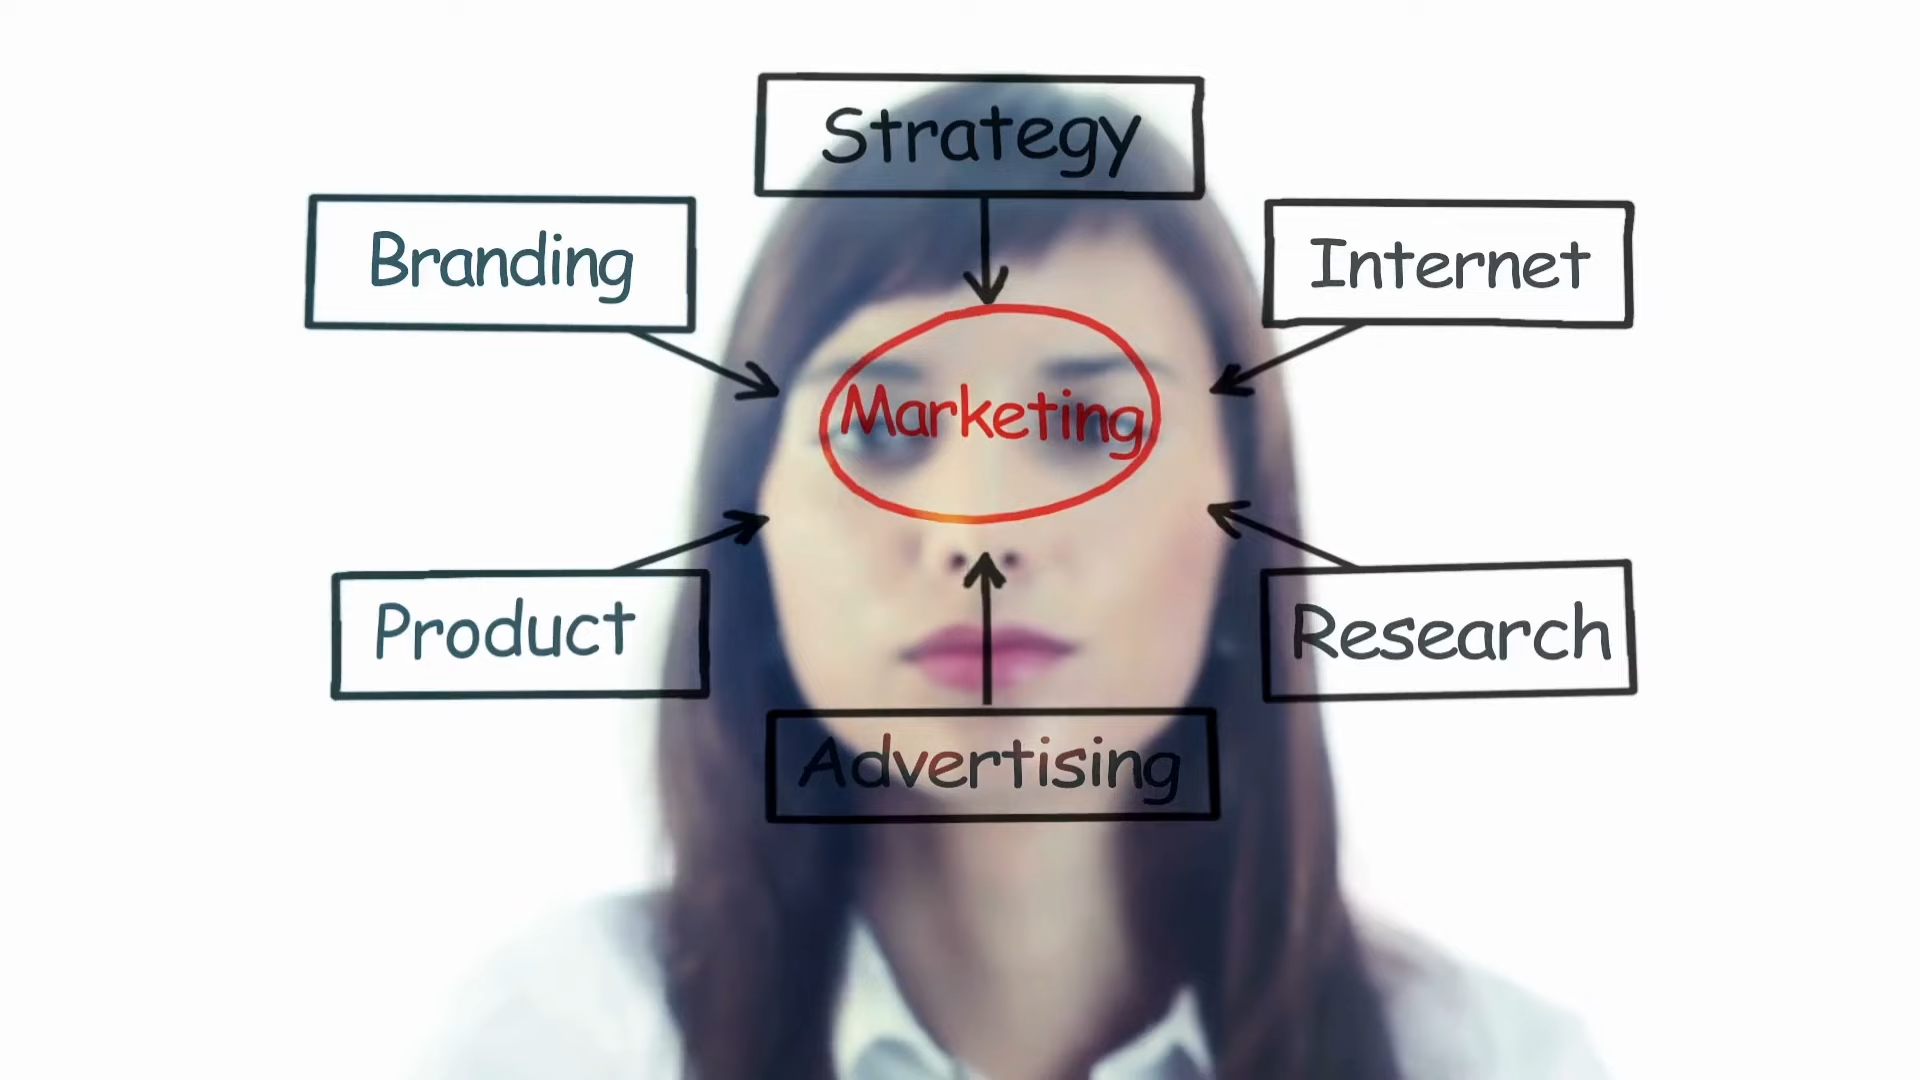 Strategy
Branding
Internet
Marketing
Product
Research
Advertising